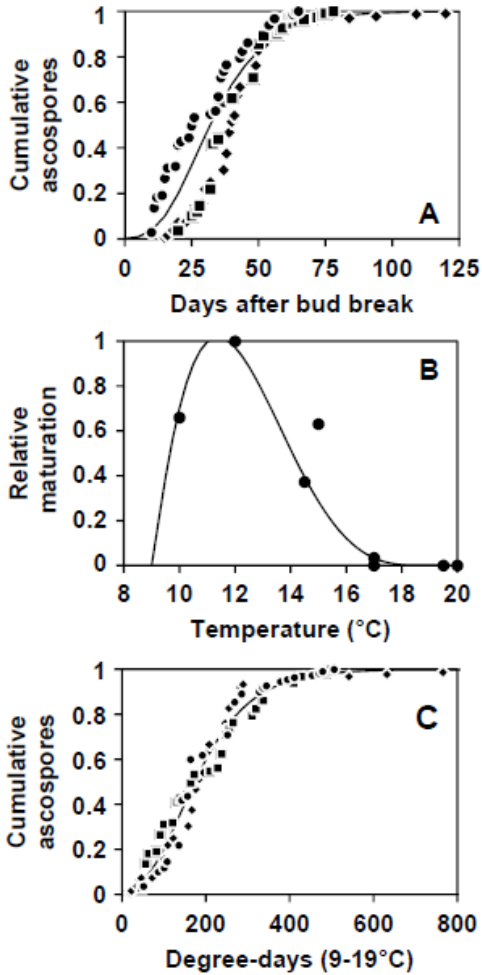 Cumulative
ascospores
1
0.8
0.6
0.4
0.2
0
A
0 25 50 75 100 125
Days after bud break
Relative
maturation
1
0.8
0.6
0.4
0.2
0
B
8 10 12 14 16 18 20
Temperature (°C)
Cumulative
ascospores
1
0.8
0.6
0.4
0.2
0
C
0 200 400 600 800
Degree-days (9-19°C)